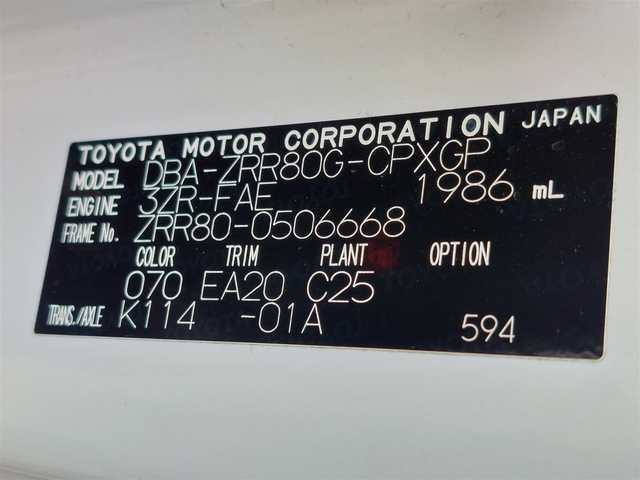 TOYOTA MOTOR CORPORATION JAPAN
MODEL DBA-ZRR80G-CPXGP
ENGINE 3ZR-FAE 1986 mL
FRAME No. ZRR80-0506668
COLOR TRIM PLANT OPTION
070 EA20 C25
TRANS./AXLE K114 -01A 594